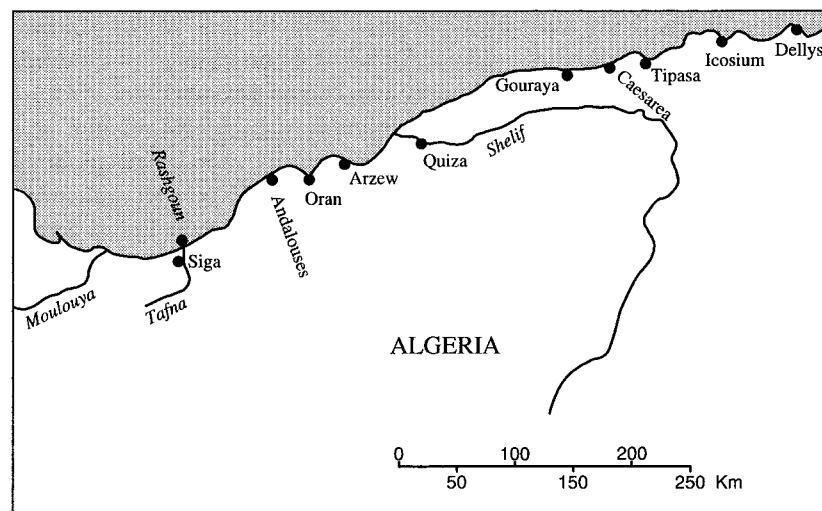 Dellys
Icosium
Tipasa
Caesarea
Gouraya
Shelif
Quiza
Arzew
Oran
Andalouses
Rashgoun
Siga
Moulouya
Tafna
ALGERIA
0 100 200
50 150 250 Km